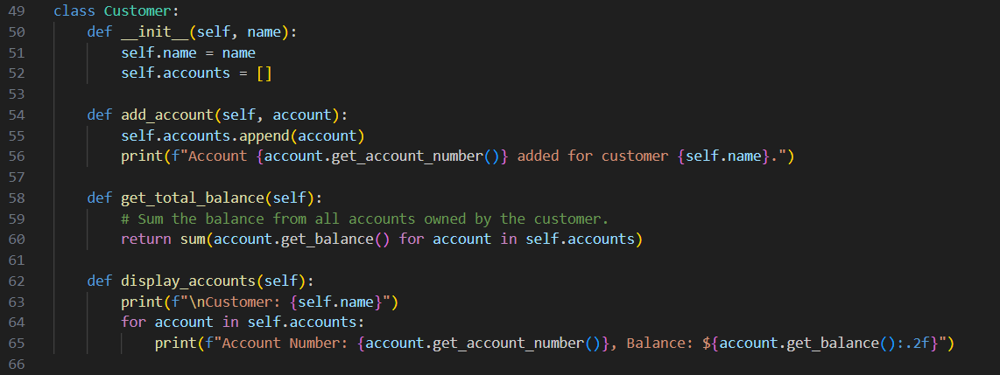 49 class Customer:
50     def __init__(self, name):
51         self.name = name
52         self.accounts = []
53
54     def add_account(self, account):
55         self.accounts.append(account)
56         print(f"Account {account.get_account_number()} added for customer {self.name}.")
57
58     def get_total_balance(self):
59         # Sum the balance from all accounts owned by the customer.
60         return sum(account.get_balance() for account in self.accounts)
61
62     def display_accounts(self):
63         print(f"\nCustomer: {self.name}")
64         for account in self.accounts:
65             print(f"Account Number: {account.get_account_number()}, Balance: ${account.get_balance():.2f}")
66